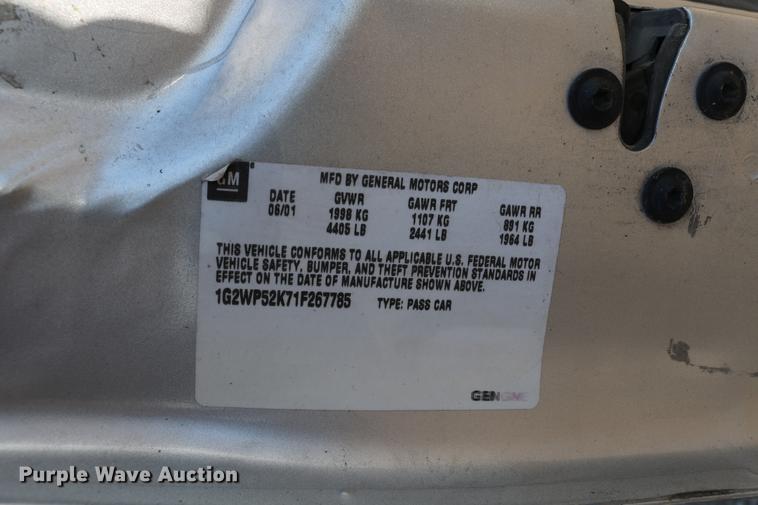 GM
MFD BY GENERAL MOTORS CORP
DATE GVWR GAWR FRT GAWR RR
06/01 1998 KG 1107 KG 891 KG
4405 LB 2441 LB 1964 LB
THIS VEHICLE CONFORMS TO ALL APPLICABLE U.S. FEDERAL MOTOR
VEHICLE SAFETY, BUMPER, AND THEFT PREVENTION STANDARDS IN
EFFECT ON THE DATE OF MANUFACTURE SHOWN ABOVE.
1G2WP52K71F267785 TYPE: PASS CAR
Purple Wave Auction